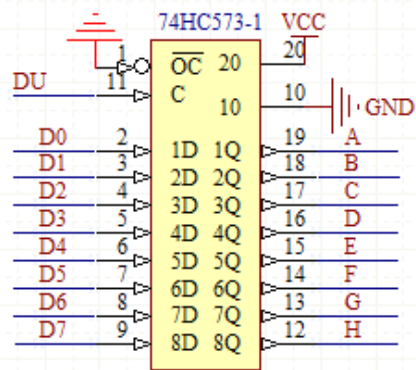 74HC573-1 VCC
1 OC 20 20
DU 11 C
10 10 GND
D0 2 1D 1Q 19 A
D1 3 2D 2Q 18 B
D2 4 3D 3Q 17 C
D3 5 4D 4Q 16 D
D4 6 5D 5Q 15 E
D5 7 6D 6Q 14 F
D6 8 7D 7Q 13 G
D7 9 8D 8Q 12 H